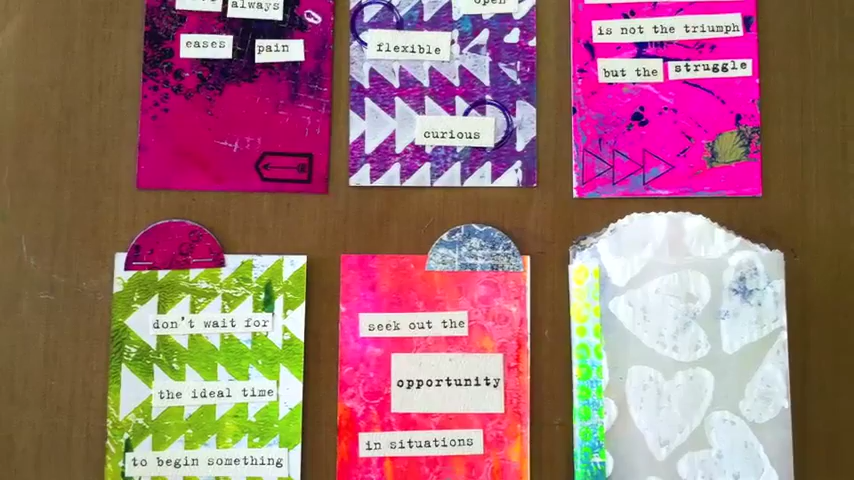 always
eases pain
open
flexible
curious
is not the triumph
but the struggle
don't wait for
the ideal time
to begin something
seek out the
opportunity
in situations